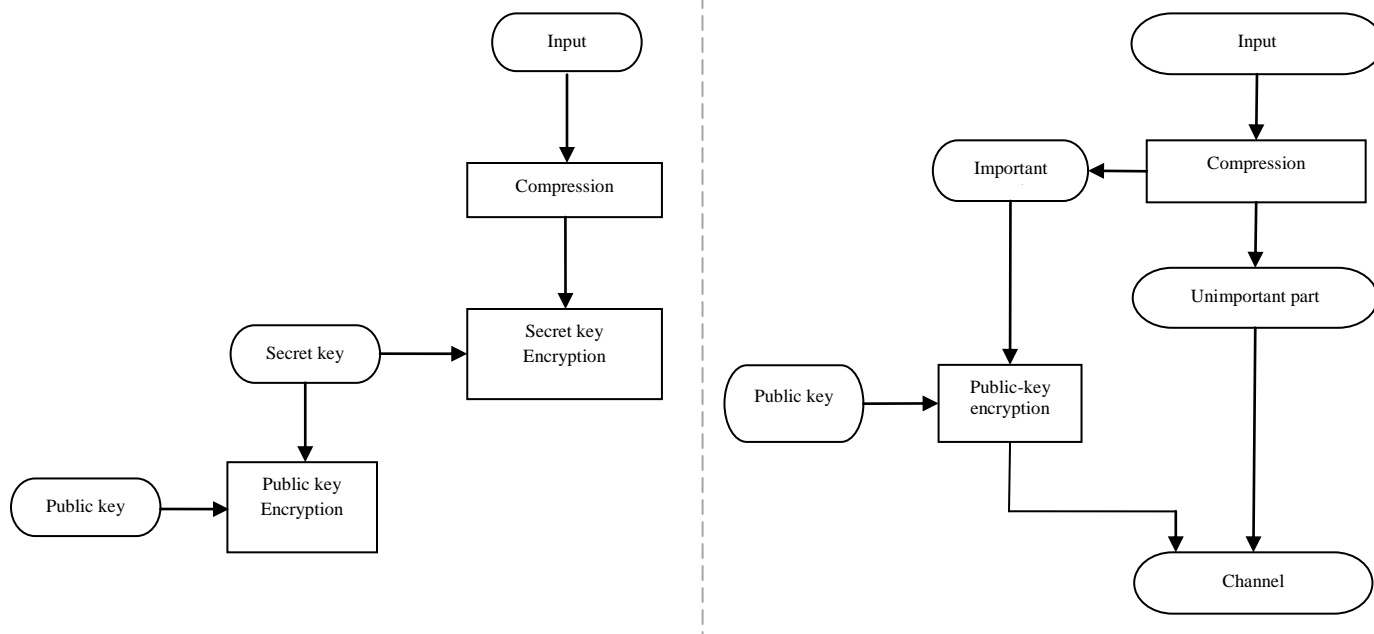 Input
Compression
Secret key
Encryption
Secret key
Public key
Encryption
Public key
Input
Compression
Important
Unimportant part
Public key
Public-key
encryption
Channel